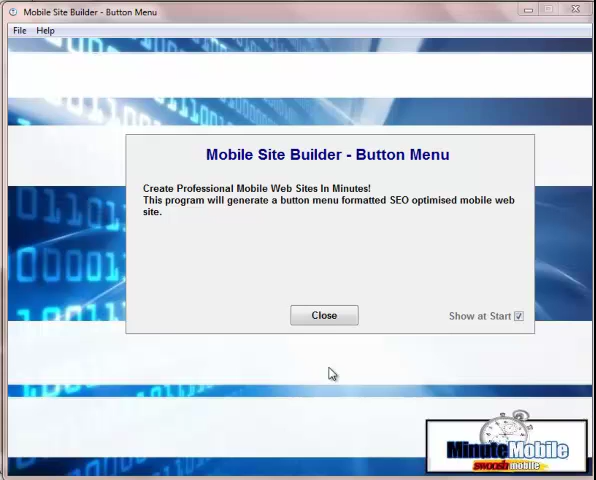 Mobile Site Builder - Button Menu
File Help
Mobile Site Builder - Button Menu
Create Professional Mobile Web Sites In Minutes!
This program will generate a button menu formatted SEO optimised mobile web
site.
Close
Show at Start
MinuteMobile
swooshmobile